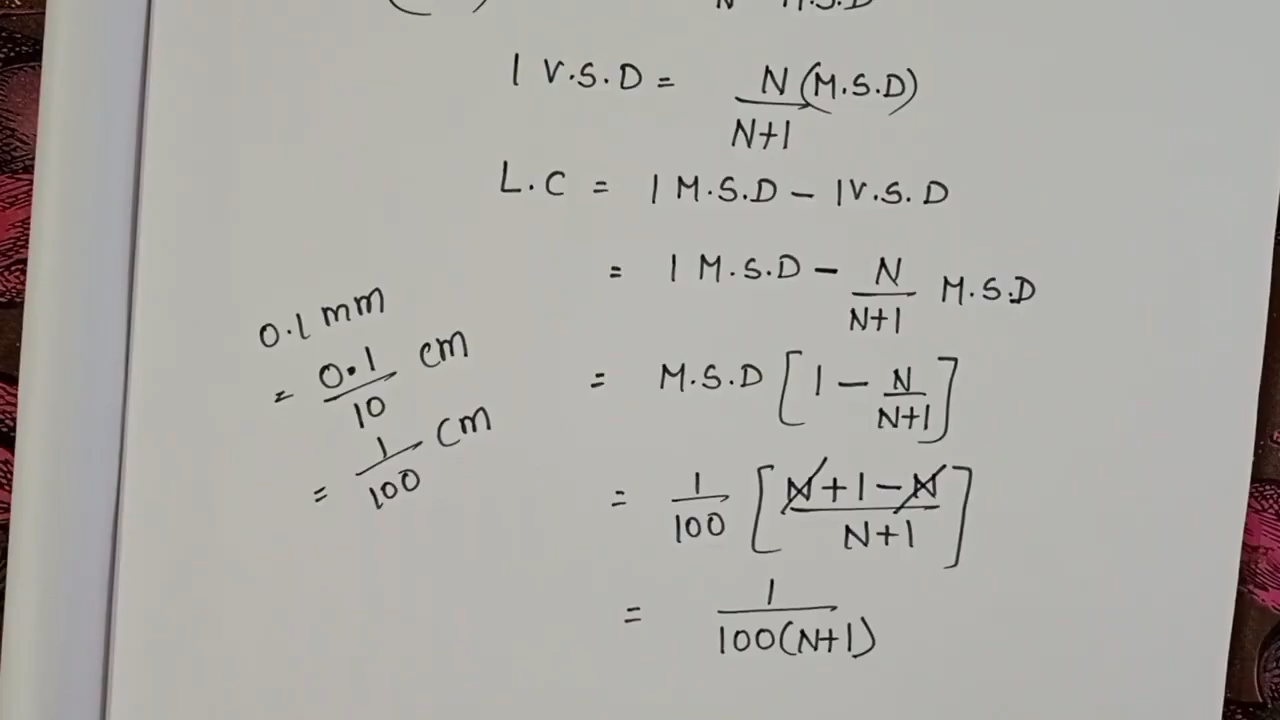 N M.S.D
1 V.S.D = N/N+1 (M.S.D)
L.C = 1 M.S.D - 1 V.S.D
= 1 M.S.D - N/N+1 M.S.D
= M.S.D [1 - N/N+1]
= 1/100 [N+1-N/N+1]
= 1/100(N+1)
0.1 mm
= 0.1/10 cm
= 1/100 cm